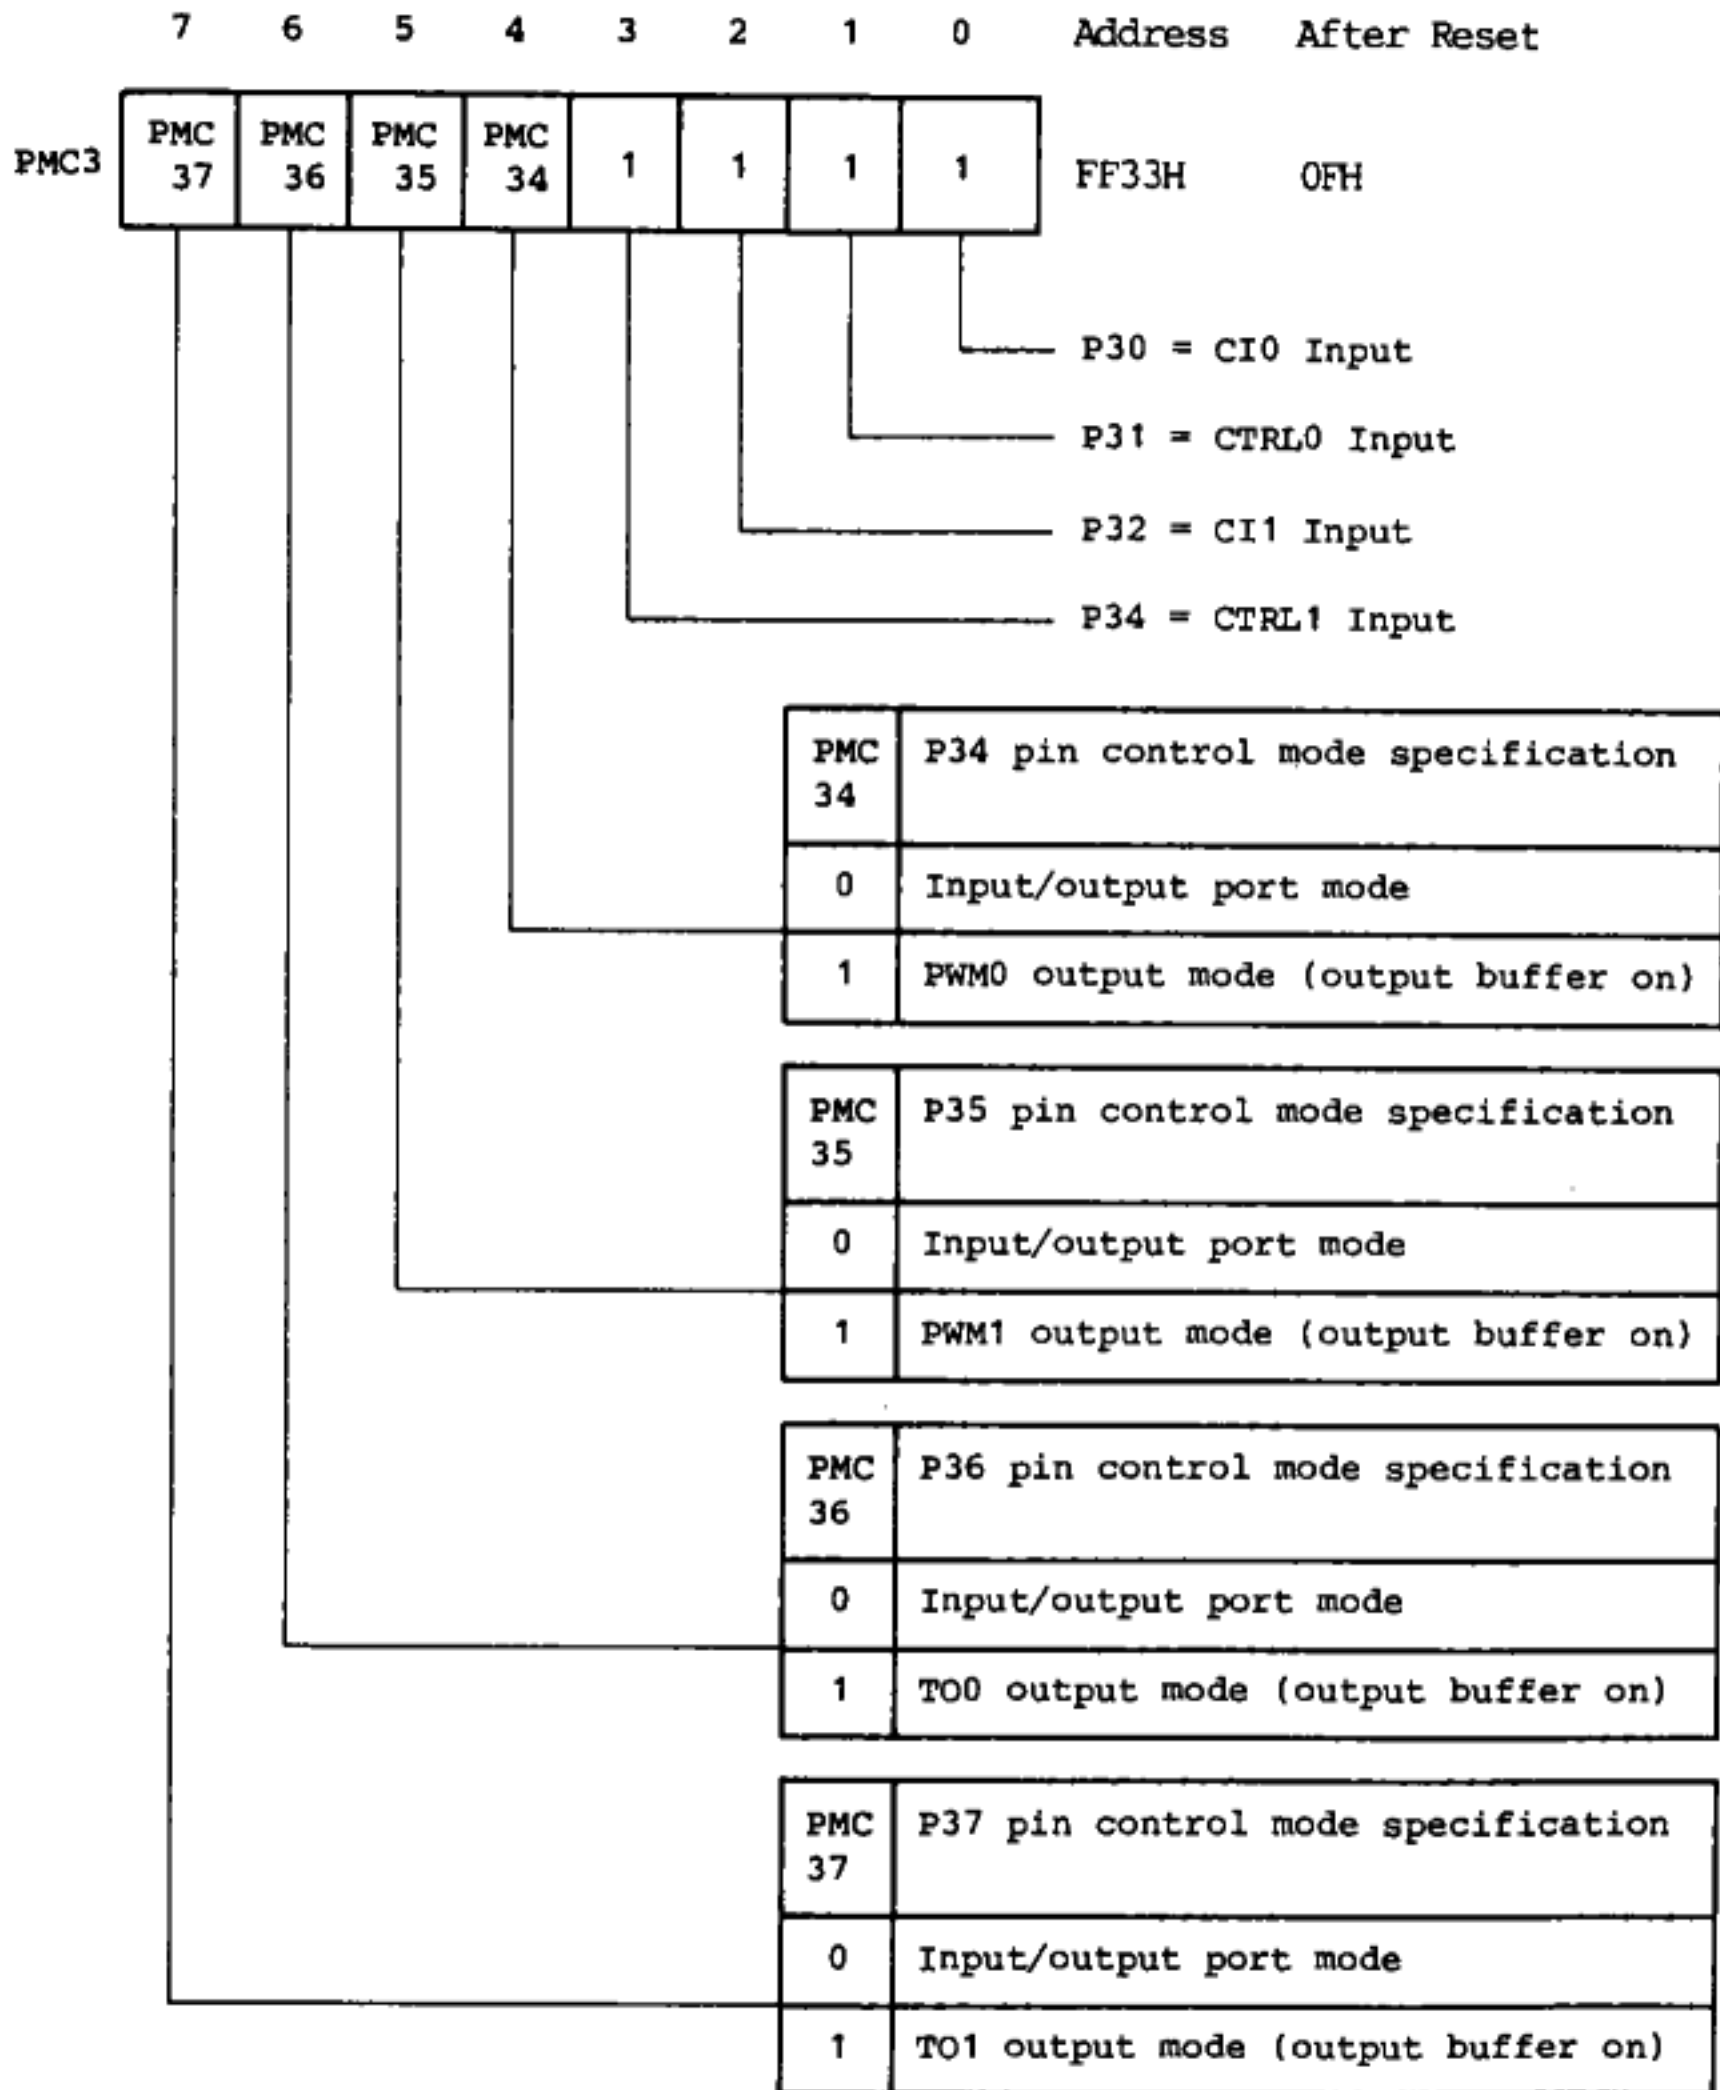 7 6 5 4 3 2 1 0 Address After Reset
PMC3 PMC 37 PMC 36 PMC 35 PMC 34 1 1 1 1 FF33H 0FH
P30 = CI0 Input
P31 = CTRL0 Input
P32 = CI1 Input
P34 = CTRL1 Input
PMC 34 P34 pin control mode specification
0 Input/output port mode
1 PWM0 output mode (output buffer on)
PMC 35 P35 pin control mode specification
0 Input/output port mode
1 PWM1 output mode (output buffer on)
PMC 36 P36 pin control mode specification
0 Input/output port mode
1 TO0 output mode (output buffer on)
PMC 37 P37 pin control mode specification
0 Input/output port mode
1 TO1 output mode (output buffer on)